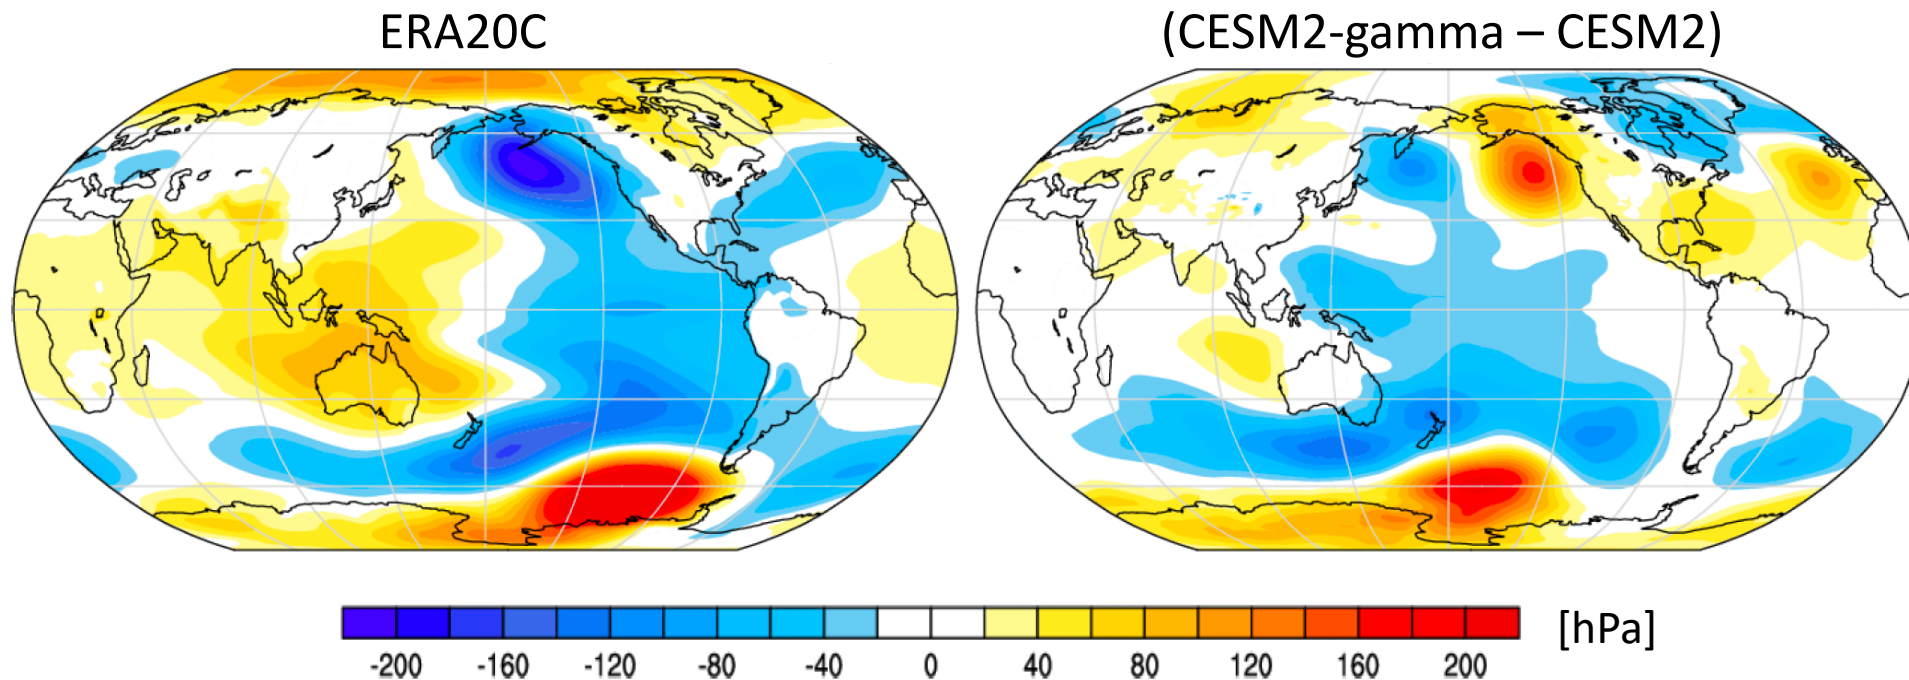 ERA20C
(CESM2-gamma – CESM2)
-200 -160 -120 -80 -40 0 40 80 120 160 200 [hPa]